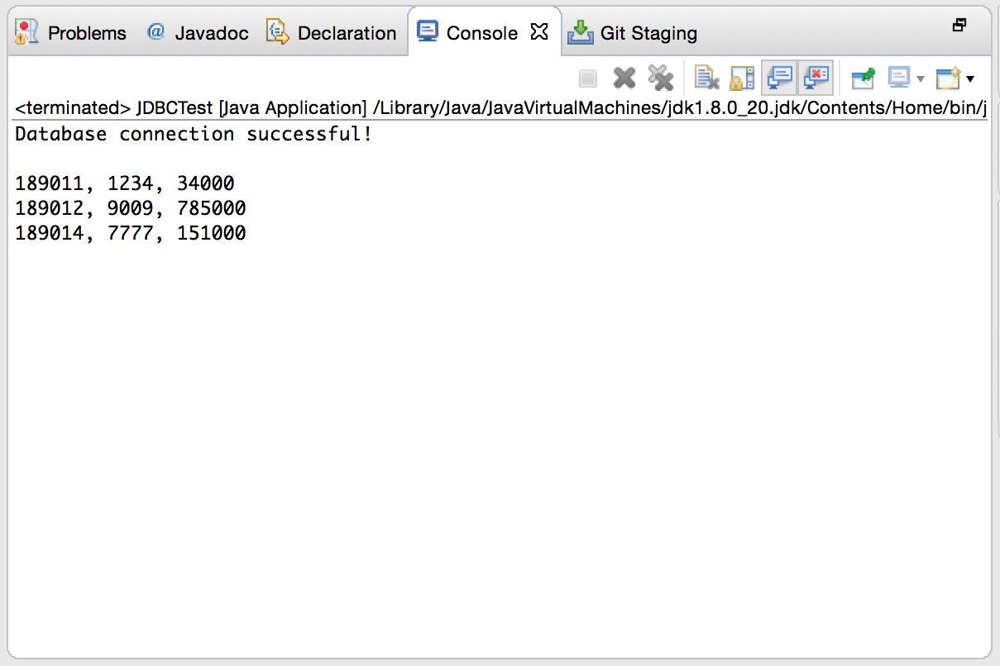 Problems @ Javadoc Declaration Console Git Staging
<terminated> JDBCTest [Java Application] /Library/Java/JavaVirtualMachines/jdk1.8.0_20.jdk/Contents/Home/bin/j
Database connection successful!
189011, 1234, 34000
189012, 9009, 785000
189014, 7777, 151000